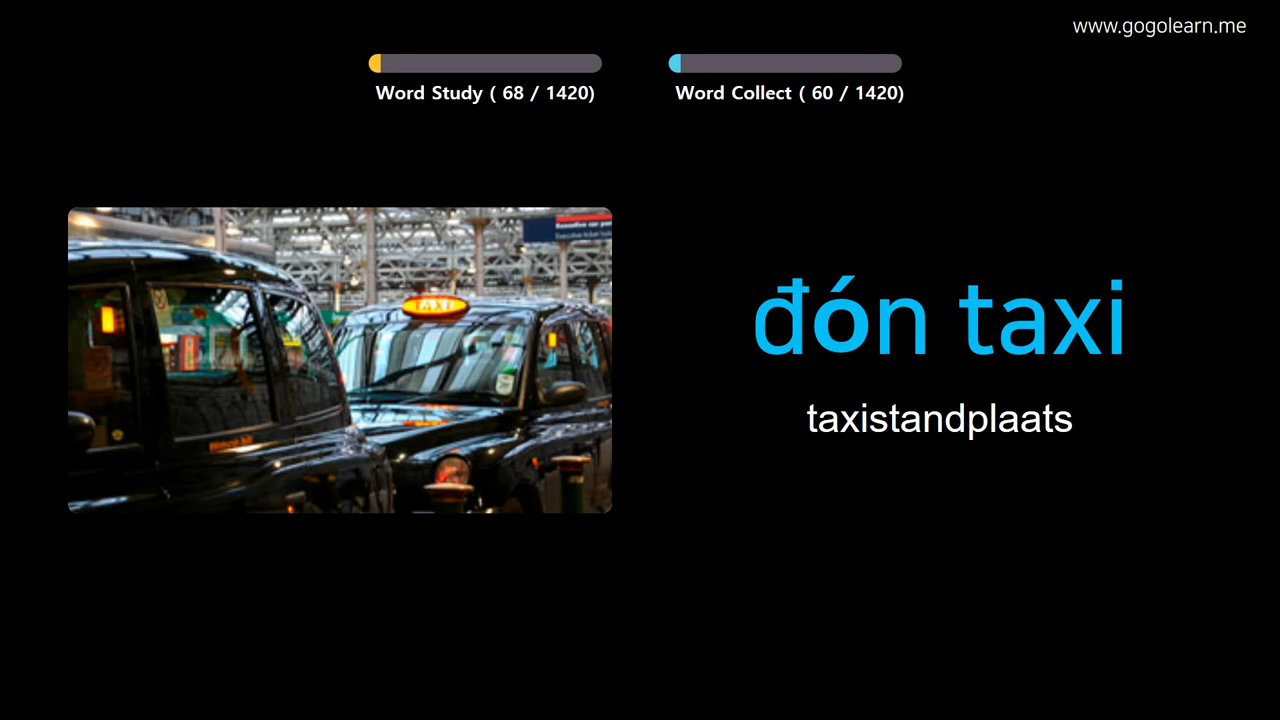 www.gogolearn.me
Word Study ( 68 / 1420)
Word Collect ( 60 / 1420)
TAXI
đón taxi
taxistandplaats